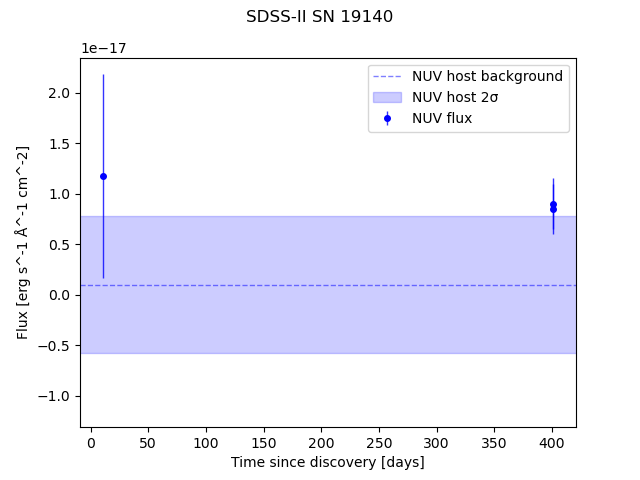 SDSS-II SN 19140
1e−17
NUV host background
NUV host 2σ
NUV flux
2.0
1.5
1.0
0.5
0.0
−0.5
−1.0
Flux [erg s^-1 Å^-1 cm^-2]
0 50 100 150 200 250 300 350 400
Time since discovery [days]